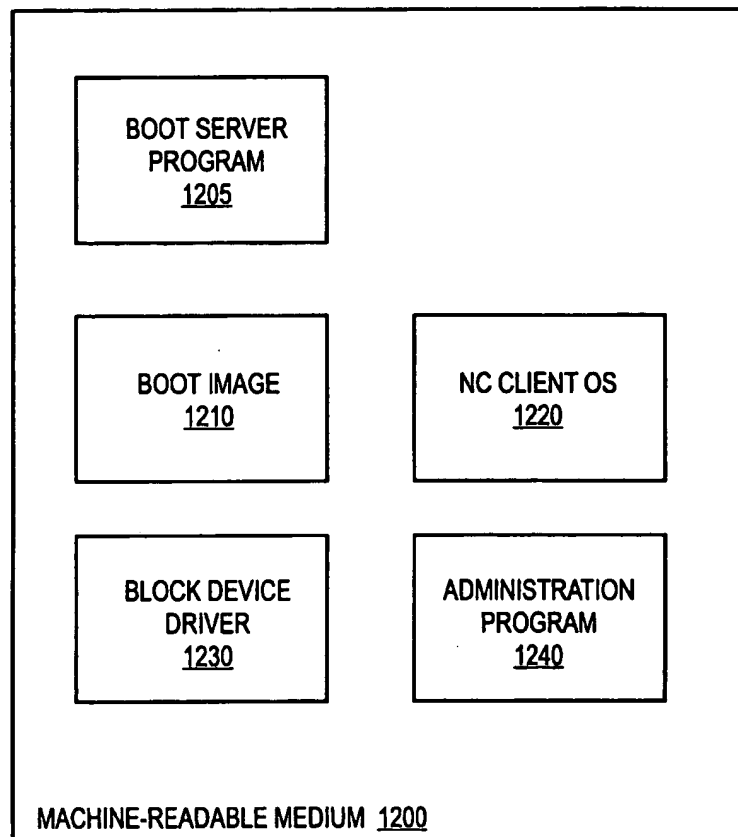 BOOT SERVER
PROGRAM
1205
BOOT IMAGE
1210
NC CLIENT OS
1220
BLOCK DEVICE
DRIVER
1230
ADMINISTRATION
PROGRAM
1240
MACHINE-READABLE MEDIUM 1200